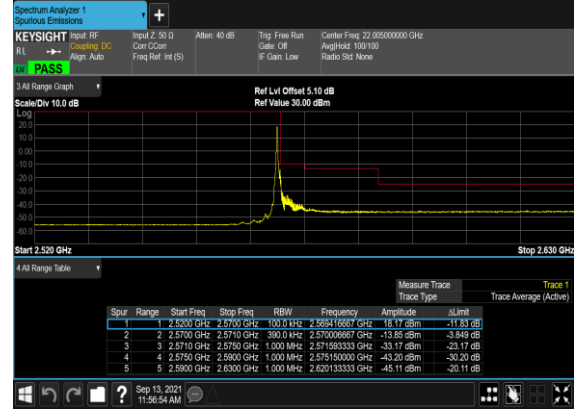 Spectrum Analyzer 1
Spurious Emissions
KEYSIGHT Input: RF Input Z: 50 Ω Atten: 40 dB Trig: Free Run Center Freq: 22.005000000 GHz
RL Coupling: DC Corr CCorr Gate: Off Avg|Hold: 100/100
Align: Auto Freq Ref: Int (S) IF Gain: Low Radio Std: None
PASS
3 All Range Graph
Ref Lvl Offset 5.10 dB
Scale/Div 10.0 dB Ref Value 30.00 dBm
Log
20.0
10.0
0.00
-10.0
-20.0
-30.0
-40.0
-50.0
-60.0
Start 2.520 GHz Stop 2.630 GHz
4 All Range Table
Measure Trace Trace 1
Trace Type Trace Average (Active)
Spur Range Start Freq Stop Freq RBW Frequency Amplitude ΔLimit
1 1 2.5200 GHz 2.5700 GHz 100.0 kHz 2.569416667 GHz 18.17 dBm -11.83 dB
2 2 2.5700 GHz 2.5710 GHz 390.0 kHz 2.570006667 GHz -13.85 dBm -3.849 dB
3 3 2.5710 GHz 2.5750 GHz 1.000 MHz 2.571593333 GHz -33.17 dBm -23.17 dB
4 4 2.5750 GHz 2.5900 GHz 1.000 MHz 2.575150000 GHz -43.20 dBm -30.20 dB
5 5 2.5900 GHz 2.6300 GHz 1.000 MHz 2.620133333 GHz -45.11 dBm -20.11 dB
Sep 13, 2021
11:56:54 AM